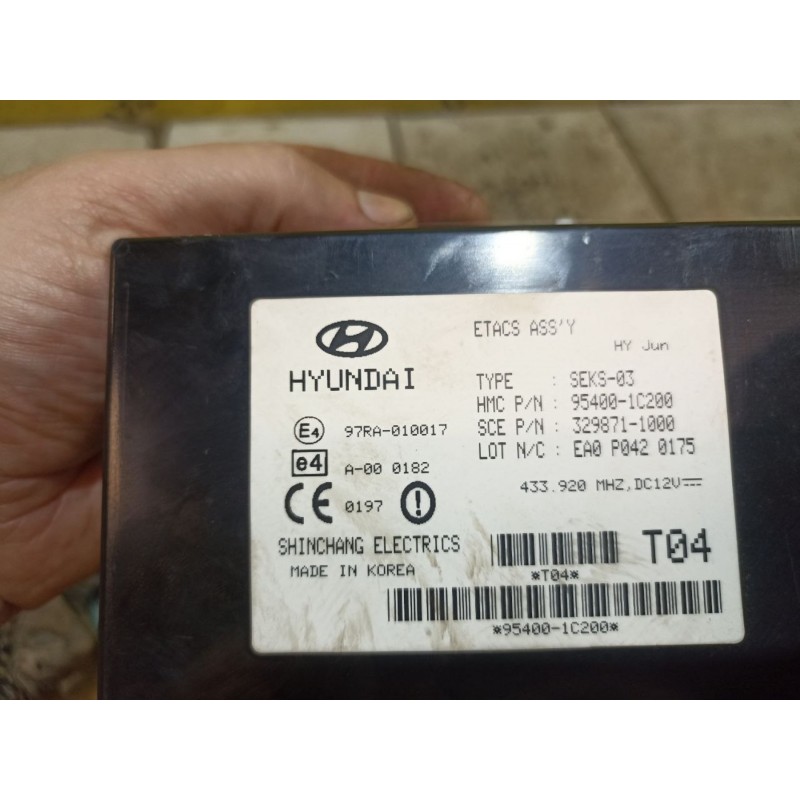 ETACS ASS'Y
HY Jun
HYUNDAI
TYPE : SEKS-03
HMC P/N : 95400-1C200
SCE P/N : 329871-1000
LOT N/C : EA0 P042 0175
E4 97RA-010017
e4 A-00 0182
CE 0197 !
433.920 MHZ,DC12V
SHINCHANG ELECTRICS
MADE IN KOREA
T04
*T04*
*95400-1C200*